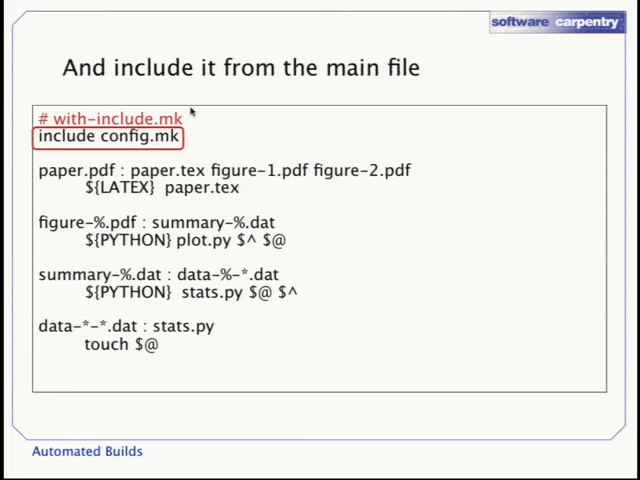 software carpentry
And include it from the main file
# with-include.mk
include config.mk
paper.pdf : paper.tex figure-1.pdf figure-2.pdf
${LATEX} paper.tex
figure-%.pdf : summary-%.dat
${PYTHON} plot.py $^ $@
summary-%.dat : data-%-*.dat
${PYTHON} stats.py $@ $^
data-*-*.dat : stats.py
touch $@
Automated Builds